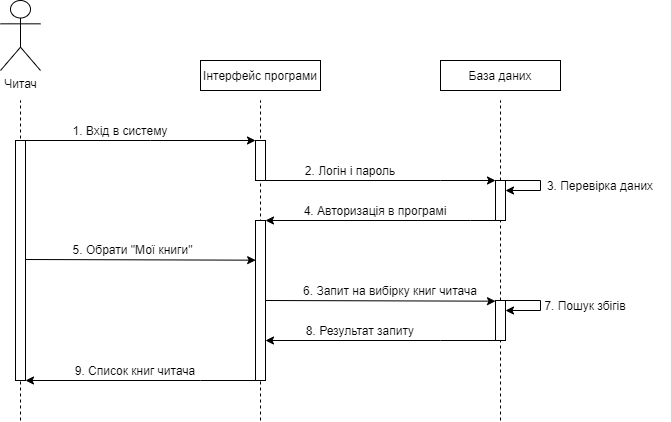 Читач
Інтерфейс програми
База даних
1. Вхід в систему
2. Логін і пароль
3. Перевірка даних
4. Авторизація в програмі
5. Обрати "Мої книги"
6. Запит на вибірку книг читача
7. Пошук збігів
8. Результат запиту
9. Список книг читача